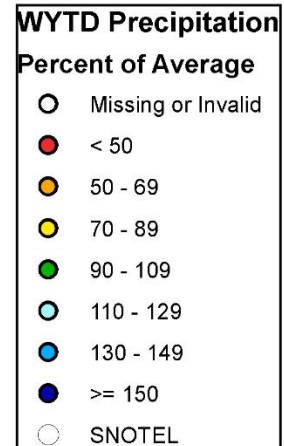 WYTD Precipitation
Percent of Average
Missing or Invalid
< 50
50 - 69
70 - 89
90 - 109
110 - 129
130 - 149
>= 150
SNOTEL